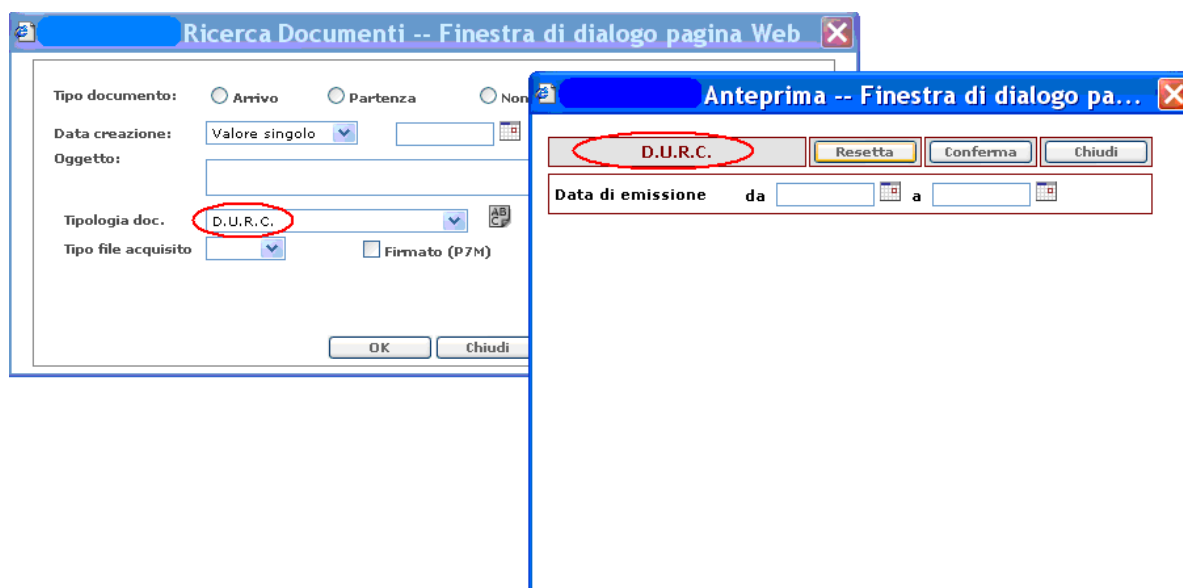 Ricerca Documenti -- Finestra di dialogo pagina Web
Tipo documento: Arrivo Partenza Non
Data creazione: Valore singolo
Oggetto:
Tipologia doc. D.U.R.C.
Tipo file acquisito Firmato (P7M)
OK Chiudi
Anteprima -- Finestra di dialogo pa...
D.U.R.C. Resetta Conferma Chiudi
Data di emissione da a